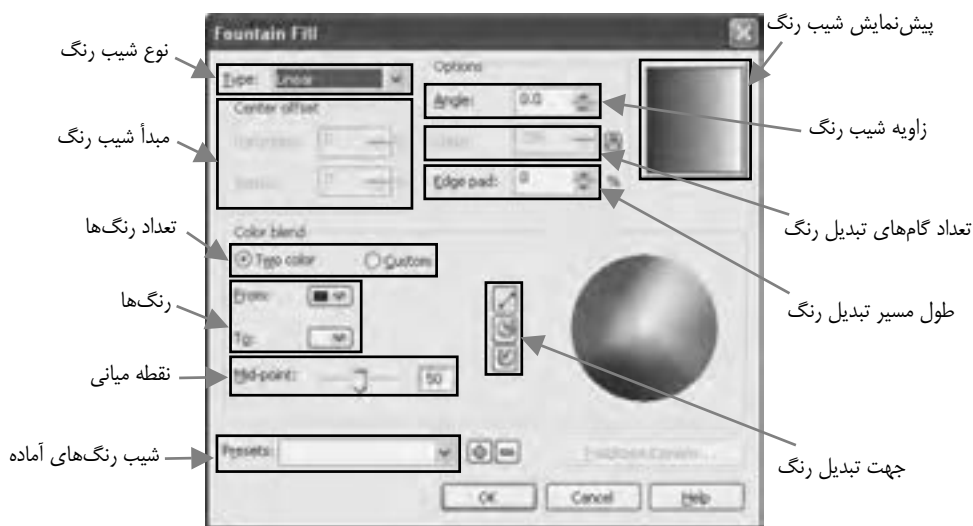 Fountain Fill
پیش‌نمایش شیب رنگ
نوع شیب رنگ
Type: Linear
Options
Center offset
Angle: 0.0
زاویه شیب رنگ
مبدأ شیب رنگ
Edge pad: 0 %
تعداد گام‌های تبدیل رنگ
Color blend
تعداد رنگ‌ها
Two color
Custom
رنگ‌ها
From:
طول مسیر تبدیل رنگ
To:
نقطه میانی
Mid-point: 50
شیب رنگ‌های آماده
Presets:
جهت تبدیل رنگ
OK
Cancel
Help